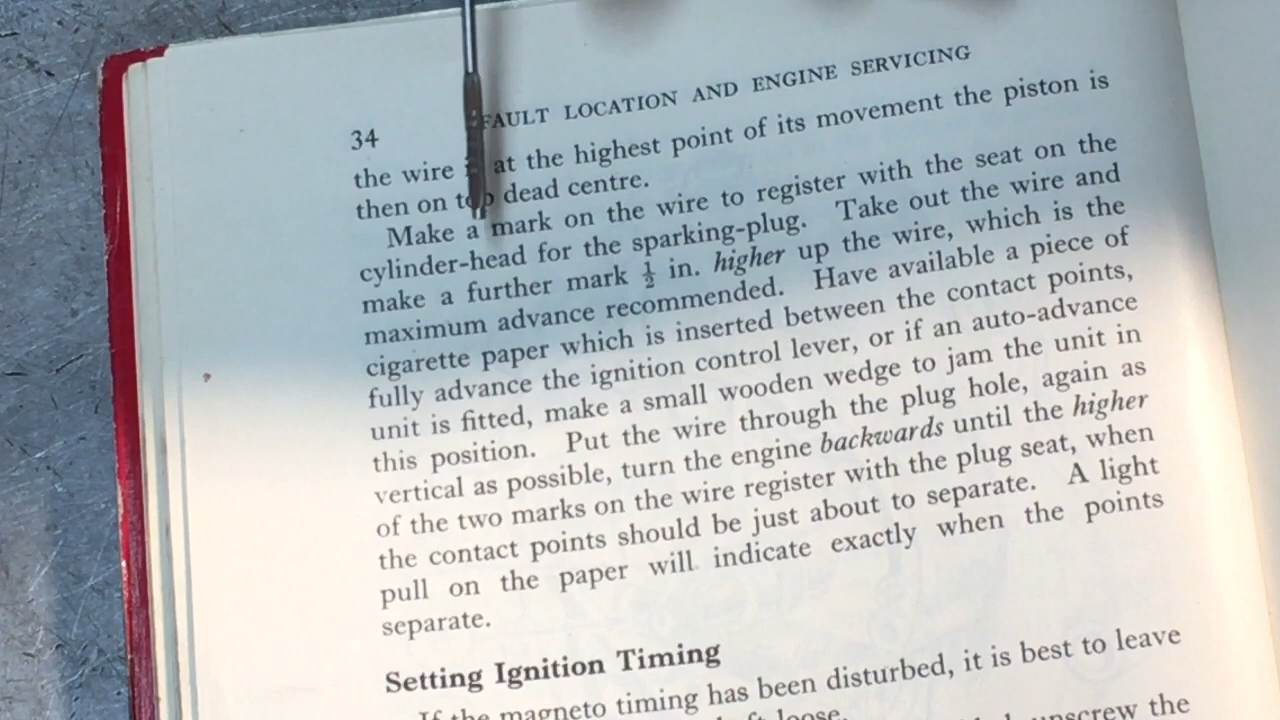 34 FAULT LOCATION AND ENGINE SERVICING
the wire at the highest point of its movement the piston is
then on top dead centre.
Make a mark on the wire to register with the seat on the
cylinder-head for the sparking-plug. Take out the wire and
make a further mark ½ in. higher up the wire, which is the
maximum advance recommended. Have available a piece of
cigarette paper which is inserted between the contact points,
fully advance the ignition control lever, or if an auto-advance
unit is fitted, make a small wooden wedge to jam the unit in
this position. Put the wire through the plug hole, again as
vertical as possible, turn the engine backwards until the higher
of the two marks on the wire register with the plug seat, when
the contact points should be just about to separate. A light
pull on the paper will indicate exactly when the points
separate.
Setting Ignition Timing
If the magneto timing has been disturbed, it is best to leave
loose.
unscrew the